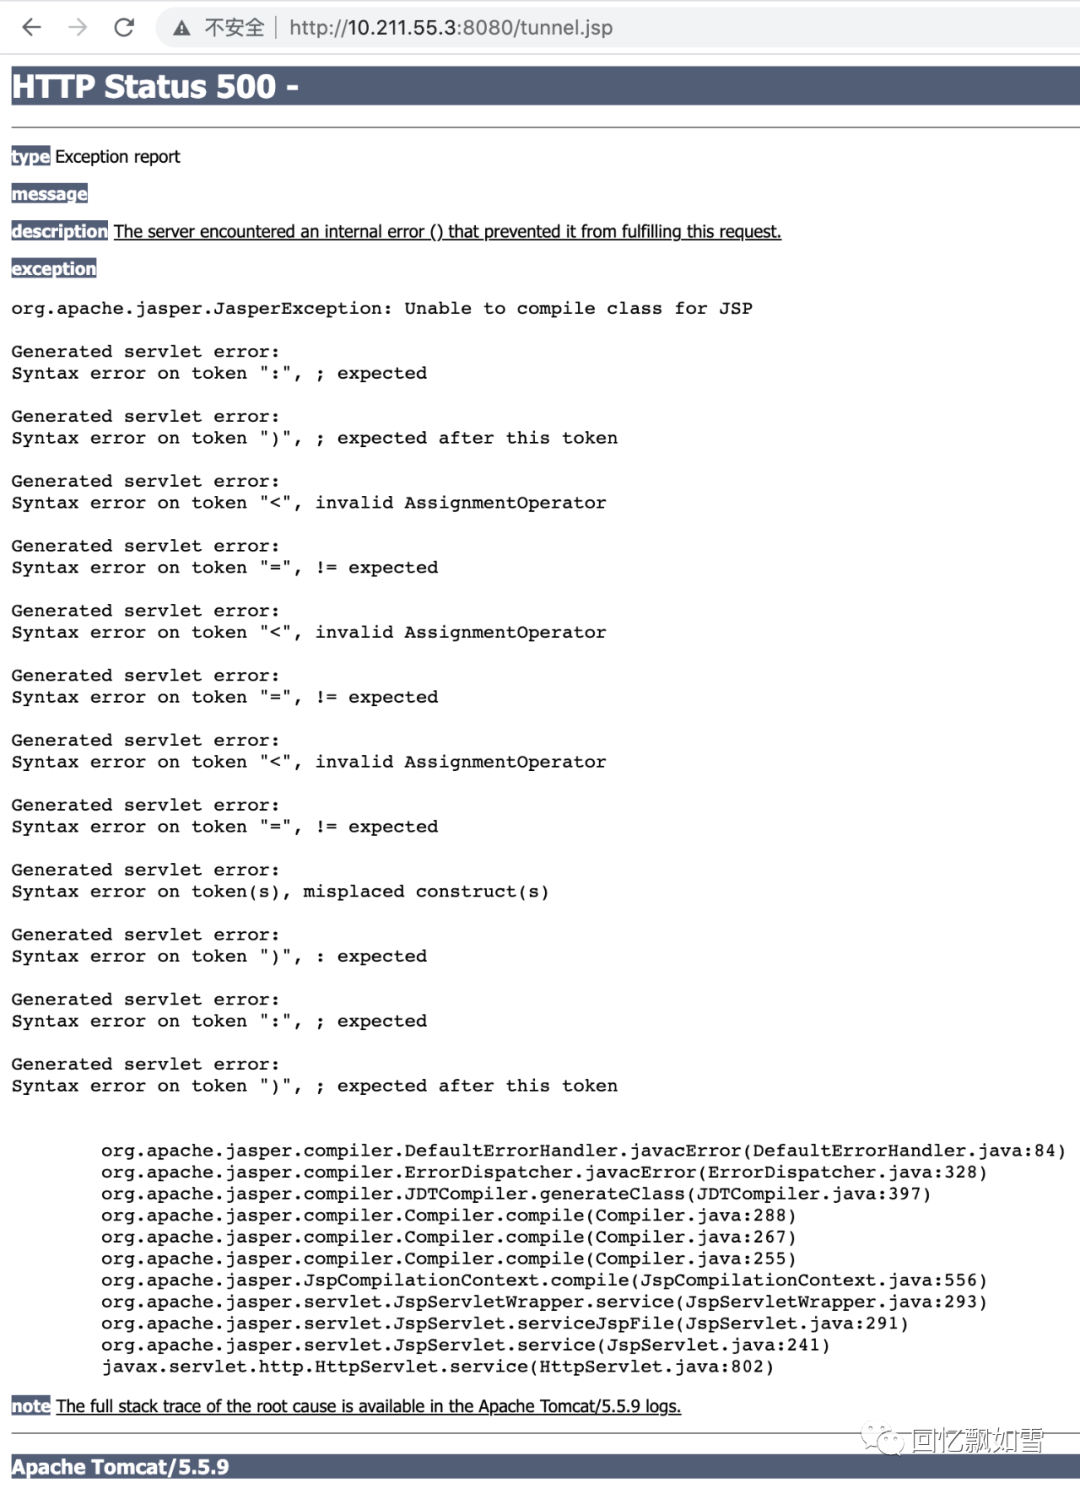 不安全 http://10.211.55.3:8080/tunnel.jsp
HTTP Status 500 -
type Exception report
message
description The server encountered an internal error () that prevented it from fulfilling this request.
exception
org.apache.jasper.JasperException: Unable to compile class for JSP
Generated servlet error:
Syntax error on token ":", ; expected
Generated servlet error:
Syntax error on token ")", ; expected after this token
Generated servlet error:
Syntax error on token "<", invalid AssignmentOperator
Generated servlet error:
Syntax error on token "=", != expected
Generated servlet error:
Syntax error on token "<", invalid AssignmentOperator
Generated servlet error:
Syntax error on token "=", != expected
Generated servlet error:
Syntax error on token "<", invalid AssignmentOperator
Generated servlet error:
Syntax error on token "=", != expected
Generated servlet error:
Syntax error on token(s), misplaced construct(s)
Generated servlet error:
Syntax error on token ")", : expected
Generated servlet error:
Syntax error on token ":", ; expected
Generated servlet error:
Syntax error on token ")", ; expected after this token
org.apache.jasper.compiler.DefaultErrorHandler.javacError(DefaultErrorHandler.java:84)
org.apache.jasper.compiler.ErrorDispatcher.javacError(ErrorDispatcher.java:328)
org.apache.jasper.compiler.JDTCompiler.generateClass(JDTCompiler.java:397)
org.apache.jasper.compiler.Compiler.compile(Compiler.java:288)
org.apache.jasper.compiler.Compiler.compile(Compiler.java:267)
org.apache.jasper.compiler.Compiler.compile(Compiler.java:255)
org.apache.jasper.JspCompilationContext.compile(JspCompilationContext.java:556)
org.apache.jasper.servlet.JspServletWrapper.service(JspServletWrapper.java:293)
org.apache.jasper.servlet.JspServlet.serviceJspFile(JspServlet.java:291)
org.apache.jasper.servlet.JspServlet.service(JspServlet.java:241)
javax.servlet.http.HttpServlet.service(HttpServlet.java:802)
note The full stack trace of the root cause is available in the Apache Tomcat/5.5.9 logs.
回忆飘如雪
Apache Tomcat/5.5.9